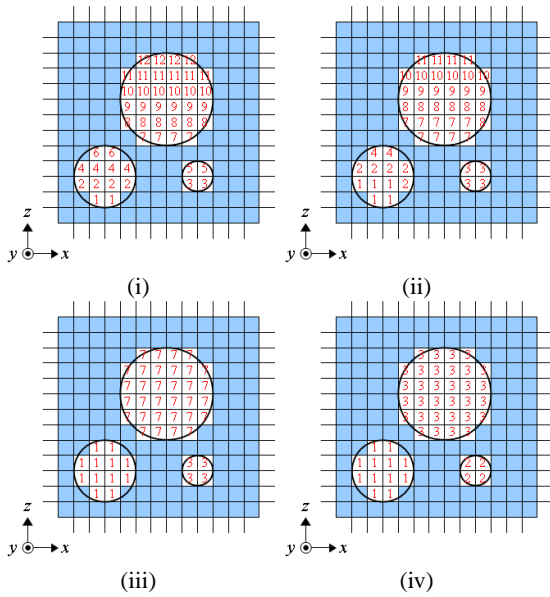 12 12 12 12
11 11 11 11 11 11
10 10 10 10 10 10
9 9 9 9 9 9
8 8 8 8 8 8
7 7 7 7
6 6
4 4 4 4
2 2 2 2
1 1
5 5
3 3
z
y
x
(i)
11 11 11 11
10 10 10 10 10 10
9 9 9 9 9 9
8 8 8 8 8 8
8 7 7 7 7 8
7 7 7 7
4 4
2 2 2 2
1 1 1 2
1 1
3 3
3 3
z
y
x
(ii)
7 7 7 7
7 7 7 7 7 7
7 7 7 7 7 7
7 7 7 7 7 7
7 7 7 7 7 7
7 7 7 7
1 1
1 1 1 1
1 1 1 1
1 1
3 3
3 3
z
y
x
(iii)
3 3 3 3
3 3 3 3 3 3
3 3 3 3 3 3
3 3 3 3 3 3
3 3 3 3 3 3
3 3 3 3
1 1
1 1 1 1
1 1 1 1
1 1
2 2
2 2
z
y
x
(iv)